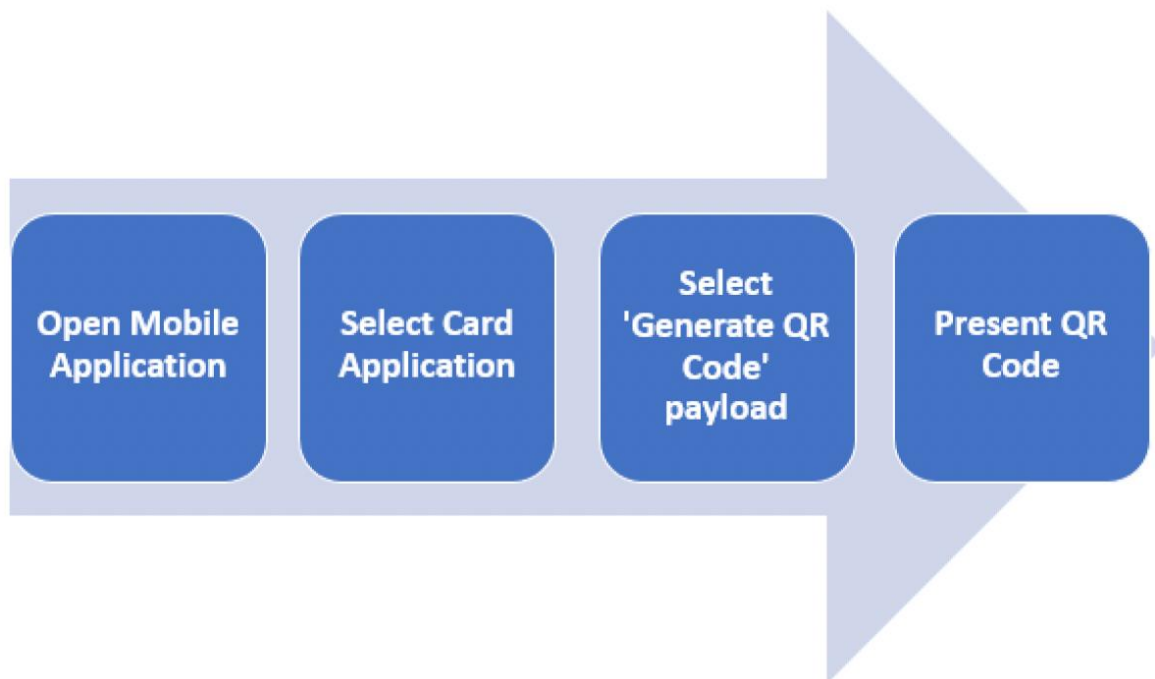 Open Mobile
Application
Select Card
Application
Select
'Generate QR
Code'
payload
Present QR
Code